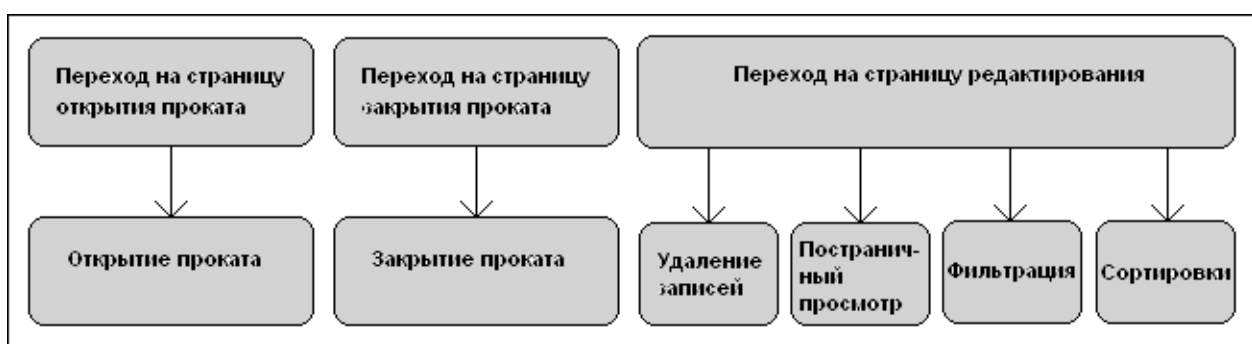 Переход на страницу
открытия проката
Переход на страницу
закрытия проката
Переход на страницу редактирования
Открытие проката
Закрытие проката
Удаление
записей
Постранич-
ный
просмотр
Фильтрация
Сортировки